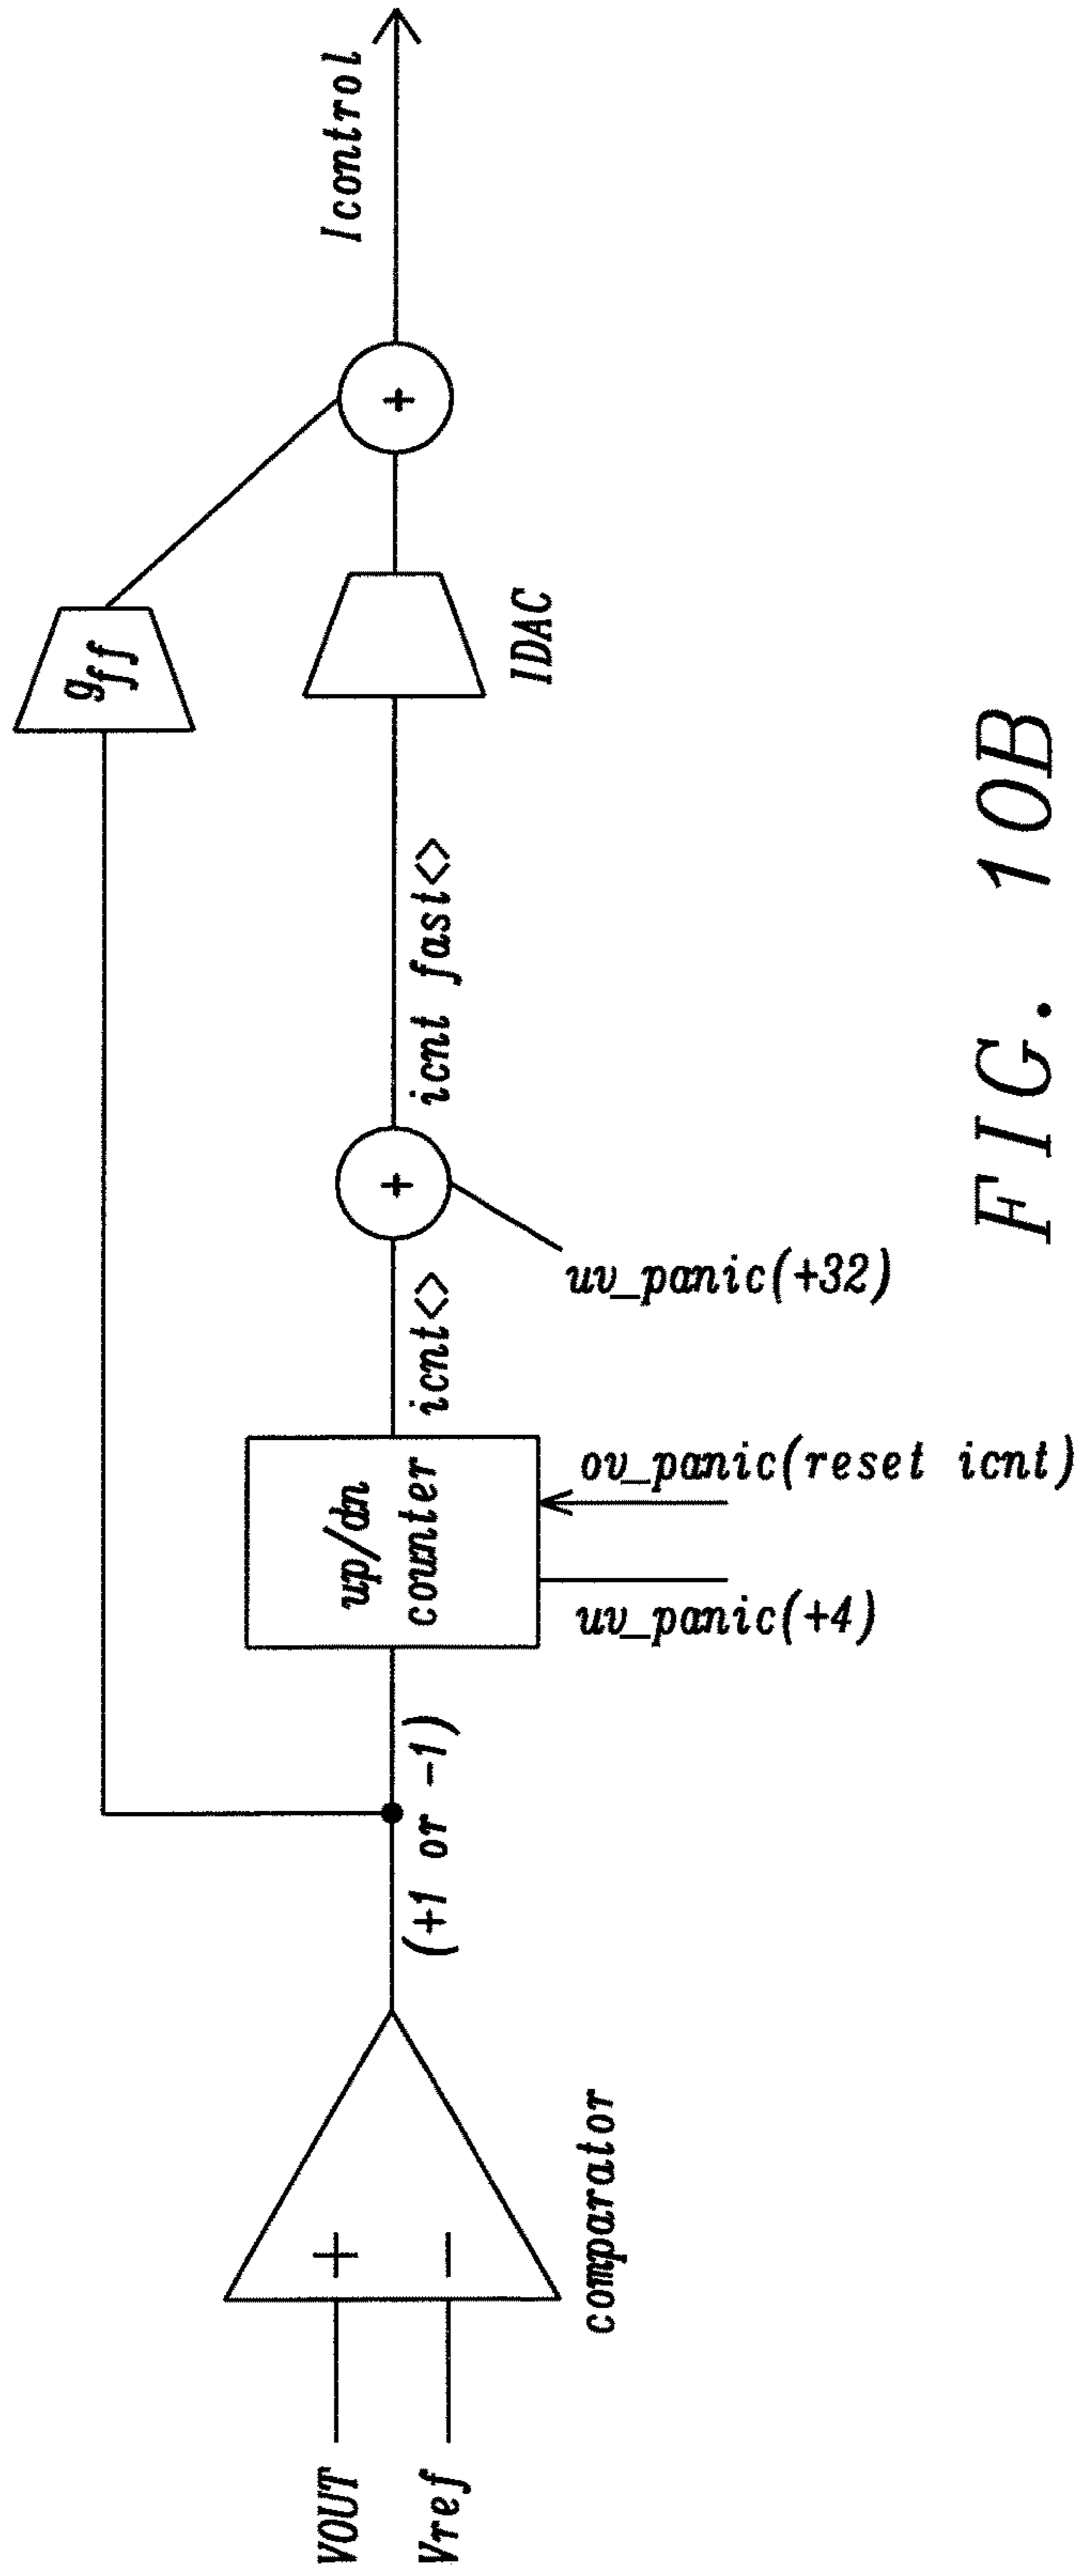 VOUT
Vref
comparator
(+1 or -1)
up/dn
counter
uv_panic(+4)
ov_panic(reset icnt)
icnt<>
uv_panic(+32)
icnt fast<>
gff
IDAC
Icontrol
+
-
+
+
FIG. 10B